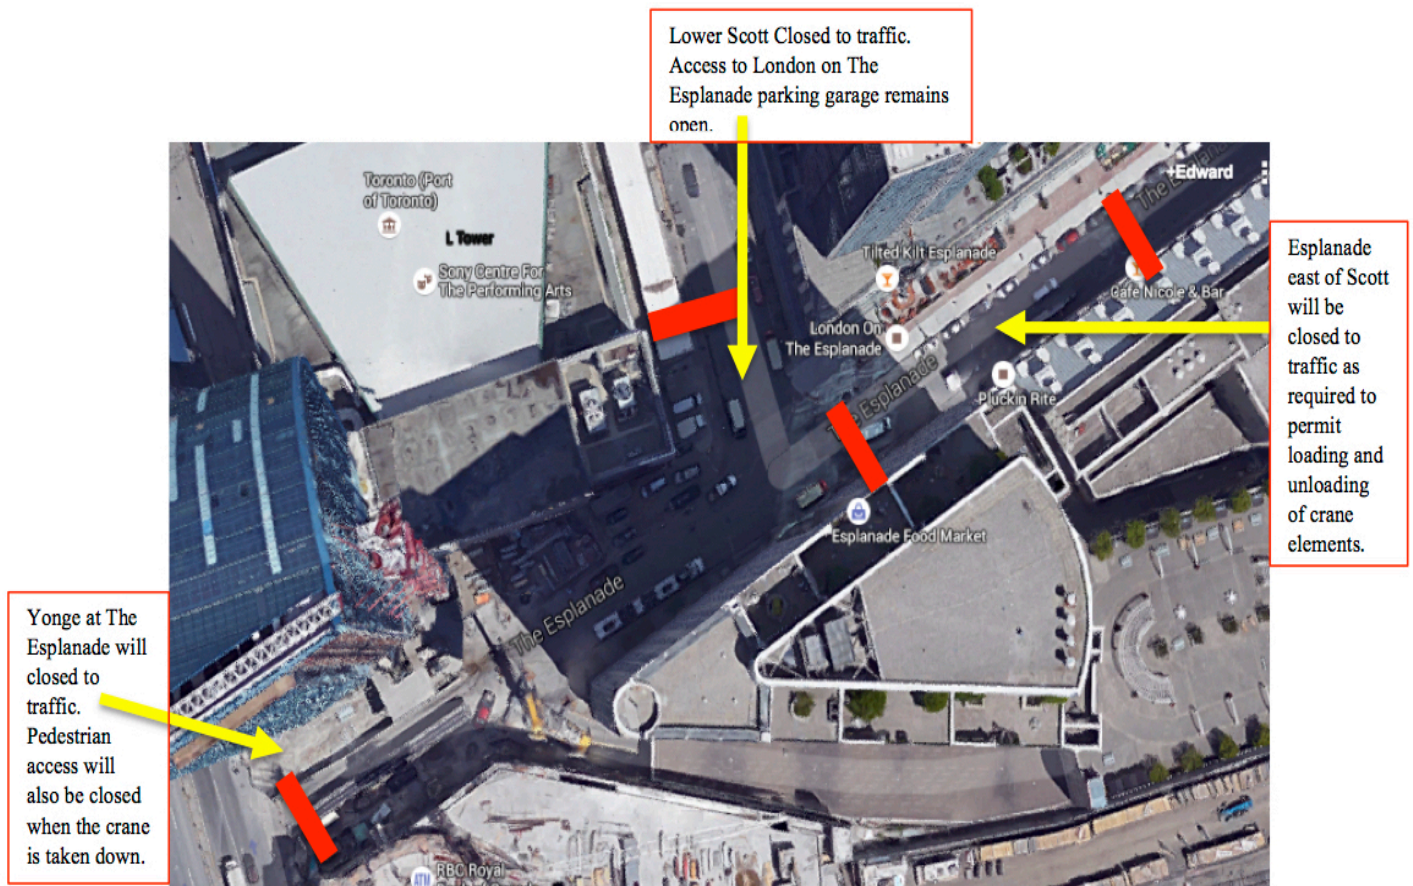 Lower Scott Closed to traffic.
Access to London on The
Esplanade parking garage remains
open.
Toronto (Port
of Toronto)
L Tower
Sony Centre For
The Performing Arts
+Edward
The Esplan
Tilted Kilt Esplanade
Cafe Nicole & Bar
London On
The Esplanade
The Esplanade
Pluckin Rite
Esplanade Food Market
The Esplanade
RBC Royal
ATM
Esplanade
east of Scott
will be
closed to
traffic as
required to
permit
loading and
unloading
of crane
elements.
Yonge at The
Esplanade will
closed to
traffic.
Pedestrian
access will
also be closed
when the crane
is taken down.